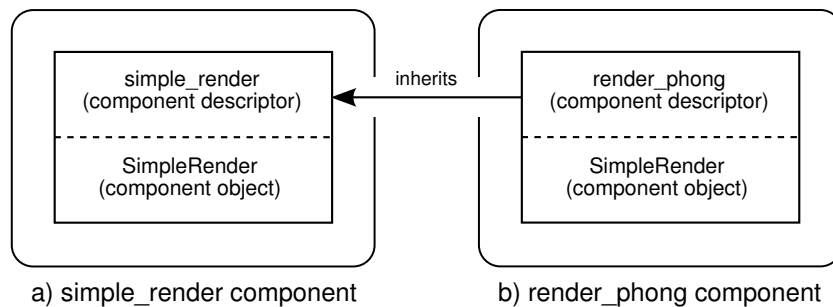 simple_render
(component descriptor)
SimpleRender
(component object)
inherits
render_phong
(component descriptor)
SimpleRender
(component object)
a) simple_render component
b) render_phong component